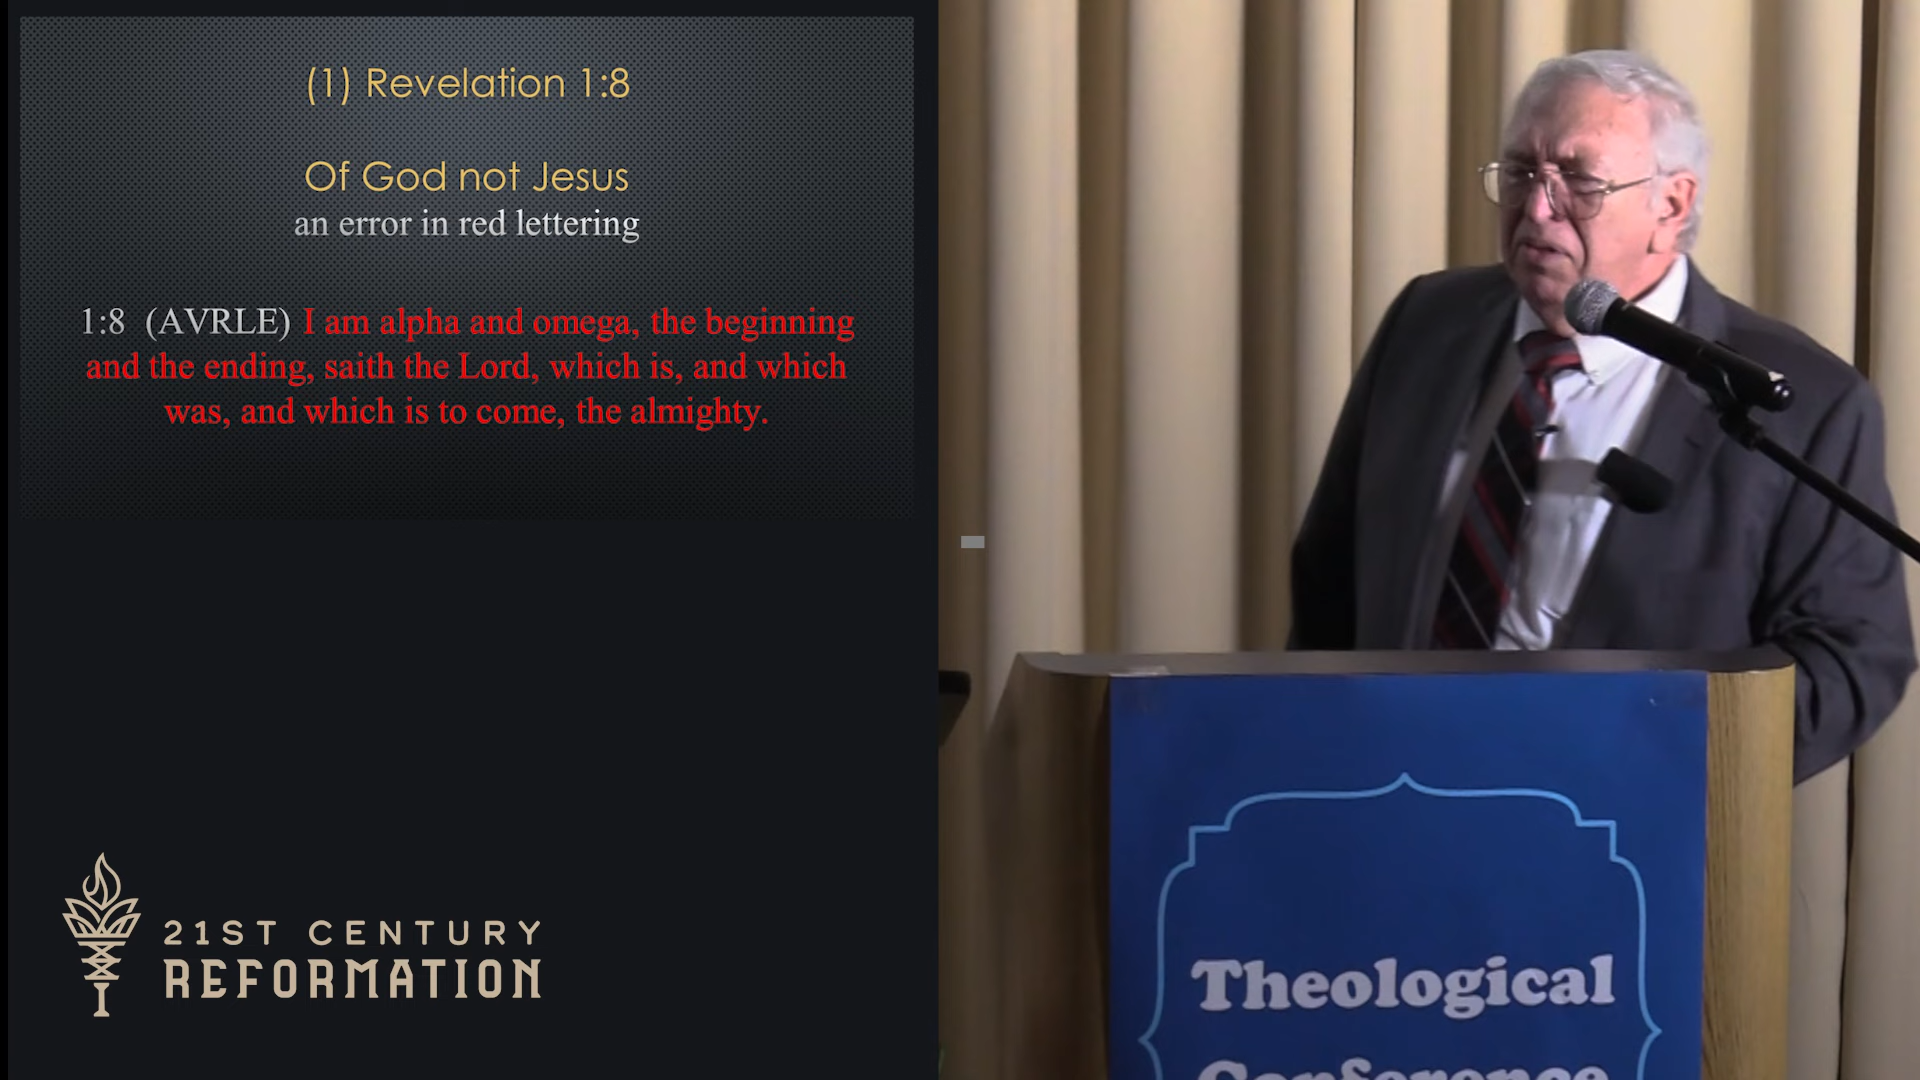 (1) Revelation 1:8
Of God not Jesus
an error in red lettering
1:8 (AVRLE) I am alpha and omega, the beginning
and the ending, saith the Lord, which is, and which
was, and which is to come, the almighty.
21ST CENTURY
REFORMATION
Theological
Conference